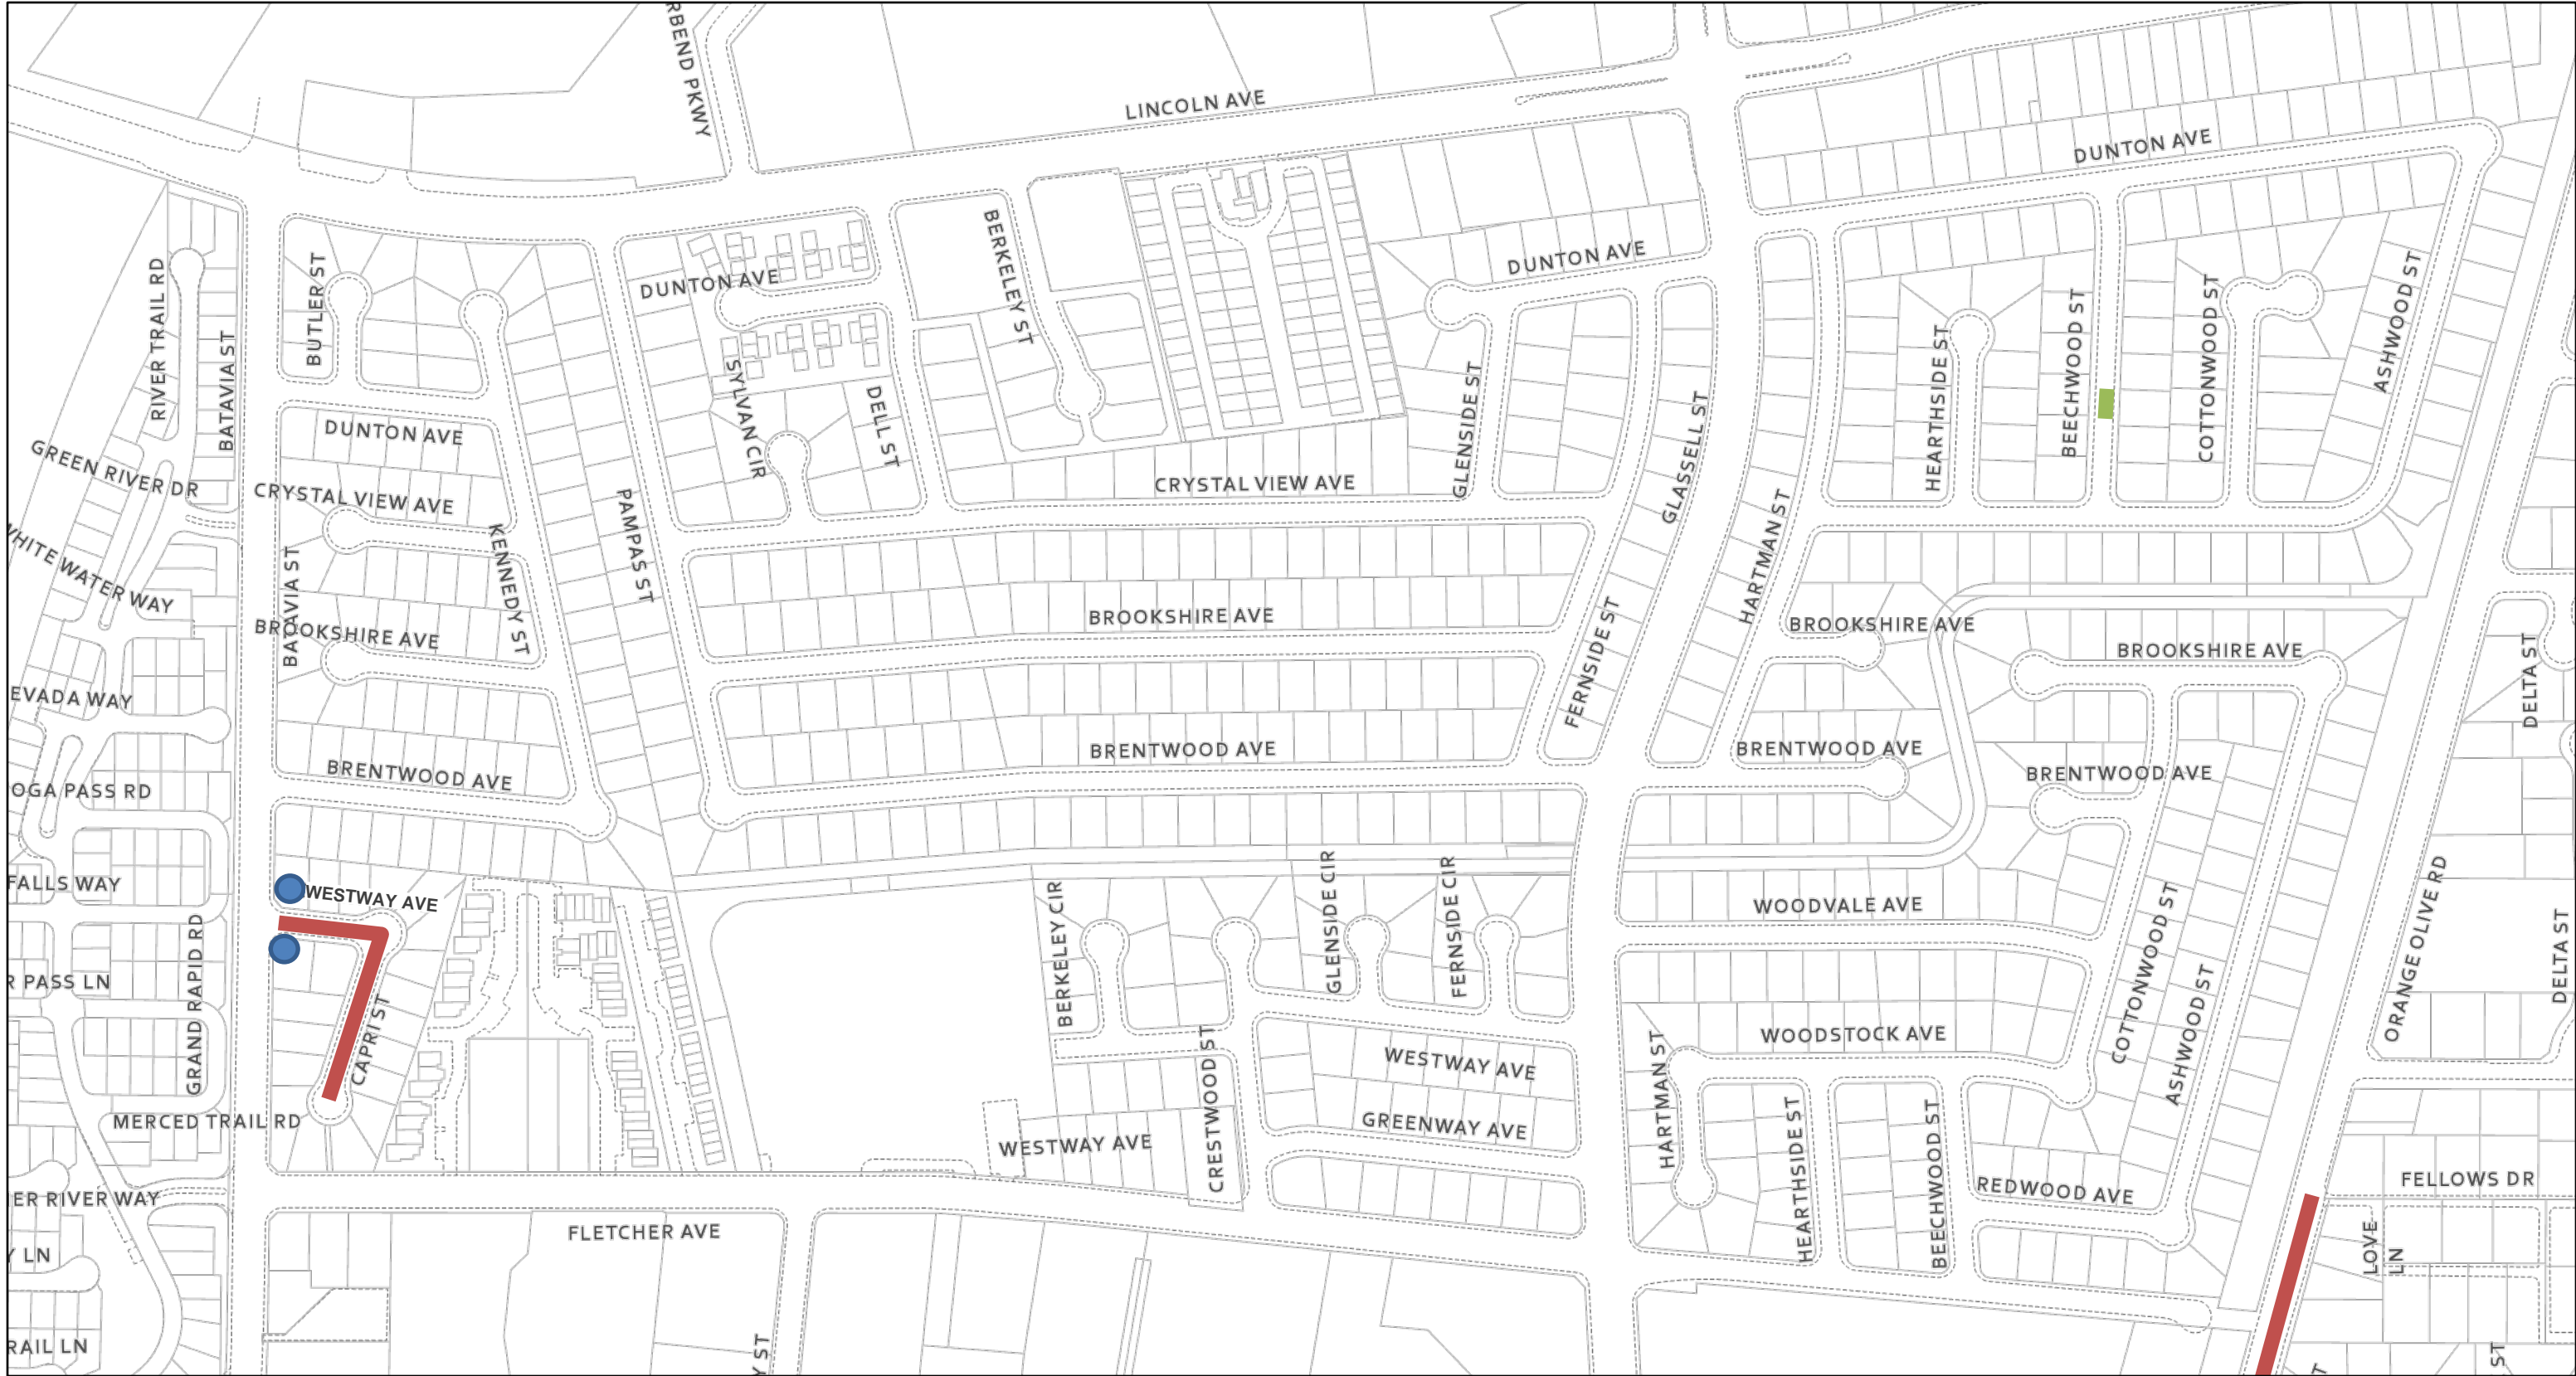 RBEND PKWY
LINCOLN AVE
DUNTON AVE
BERKELEY ST
DUNTON AVE
BUTLER ST
RIVER TRAIL RD
DUNTON AVE
ASHWOOD ST
BATAVIA ST
HEARTHSIDE ST
BEECHWOOD ST
COTTONWOOD ST
SYLVAN CIR
DELL ST
GLENSIDE ST
GLASSELL ST
DUNTON AVE
GREEN RIVER DR
CRYSTAL VIEW AVE
CRYSTAL VIEW AVE
PAMPAS ST
KENNEDY ST
HARTMAN ST
WHITE WATER WAY
BATAVIA ST
BROOKSHIRE AVE
BROOKSHIRE AVE
BROOKSHIRE AVE
BROOKSHIRE AVE
FERNSIDE ST
DELTA ST
EVADA WAY
BRENTWOOD AVE
BRENTWOOD AVE
BRENTWOOD AVE
BRENTWOOD AVE
OGA PASS RD
FALLS WAY
WESTWAY AVE
WOODVALE AVE
BERKELEY CIR
GLENSIDE CIR
FERNSIDE CIR
COTTONWOOD ST
ORANGE OLIVE RD
DELTA ST
R PASS LN
GRAND RAPID RD
CAPRI ST
WOODSTOCK AVE
ASHWOOD ST
WESTWAY AVE
CRESTWOOD ST
HARTMAN ST
MERCED TRAIL RD
GREENWAY AVE
WESTWAY AVE
HEARTHSIDE ST
BEECHWOOD ST
REDWOOD AVE
FELLOWS DR
ER RIVER WAY
FLETCHER AVE
LOVE
LN
Y LN
RAIL LN
Y ST
ST
T